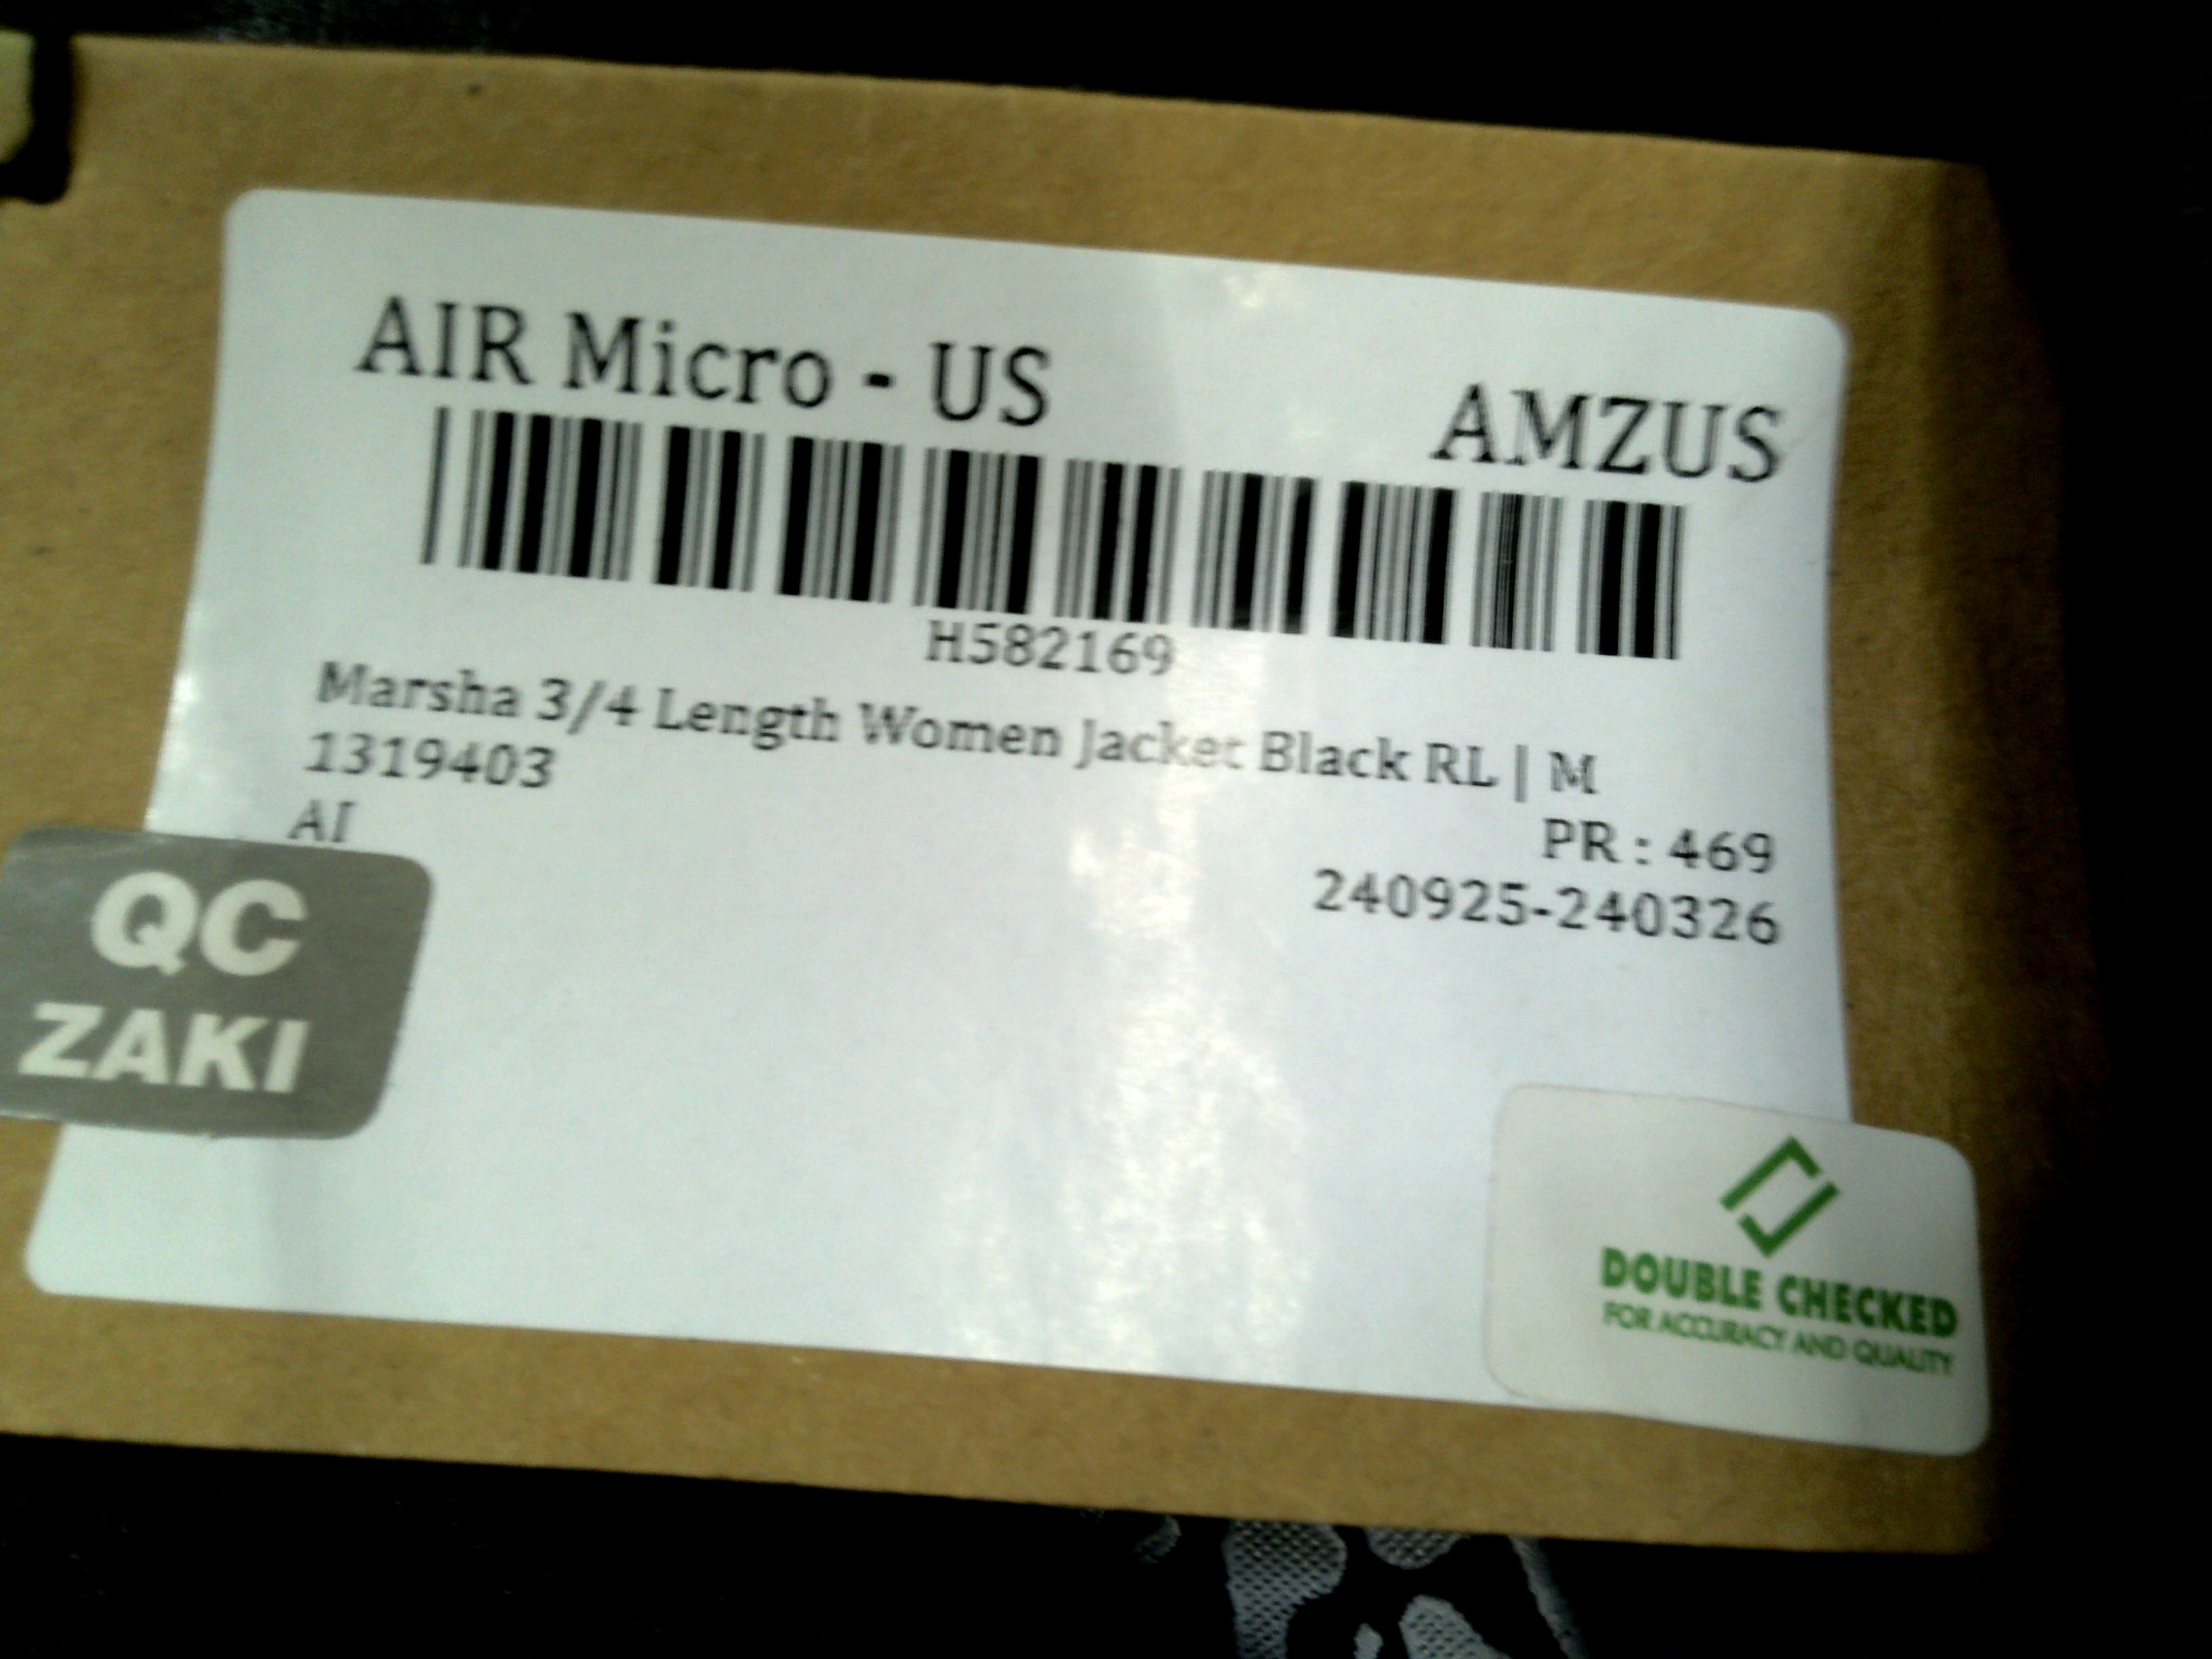 AIR Micro - US
AMZUS
H582169
Marsha 3/4 Length Women Jacket Black RL | M
1319403
AI
PR : 469
240925-240326
QC
ZAKI
DOUBLE CHECKED
FOR ACCURACY AND QUALITY